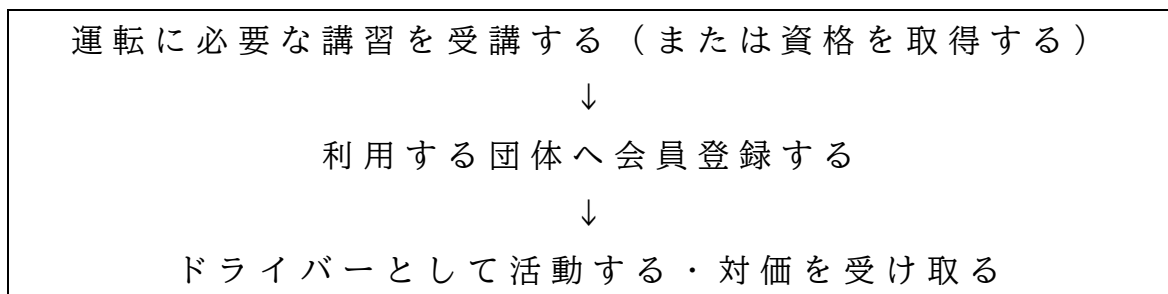 運転に必要な講習を受講する（または資格を取得する）
↓
利用する団体へ会員登録する
↓
ドライバーとして活動する・対価を受け取る